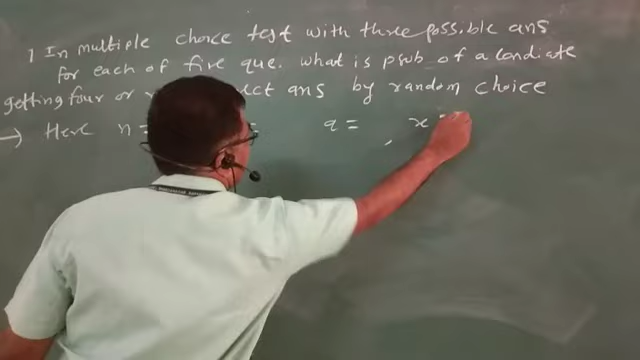 1 In multiple choice test with three possible ans
for each of five que. what is prob. of a candiate
getting four or ans by random choice
→ Here n= q= , x=